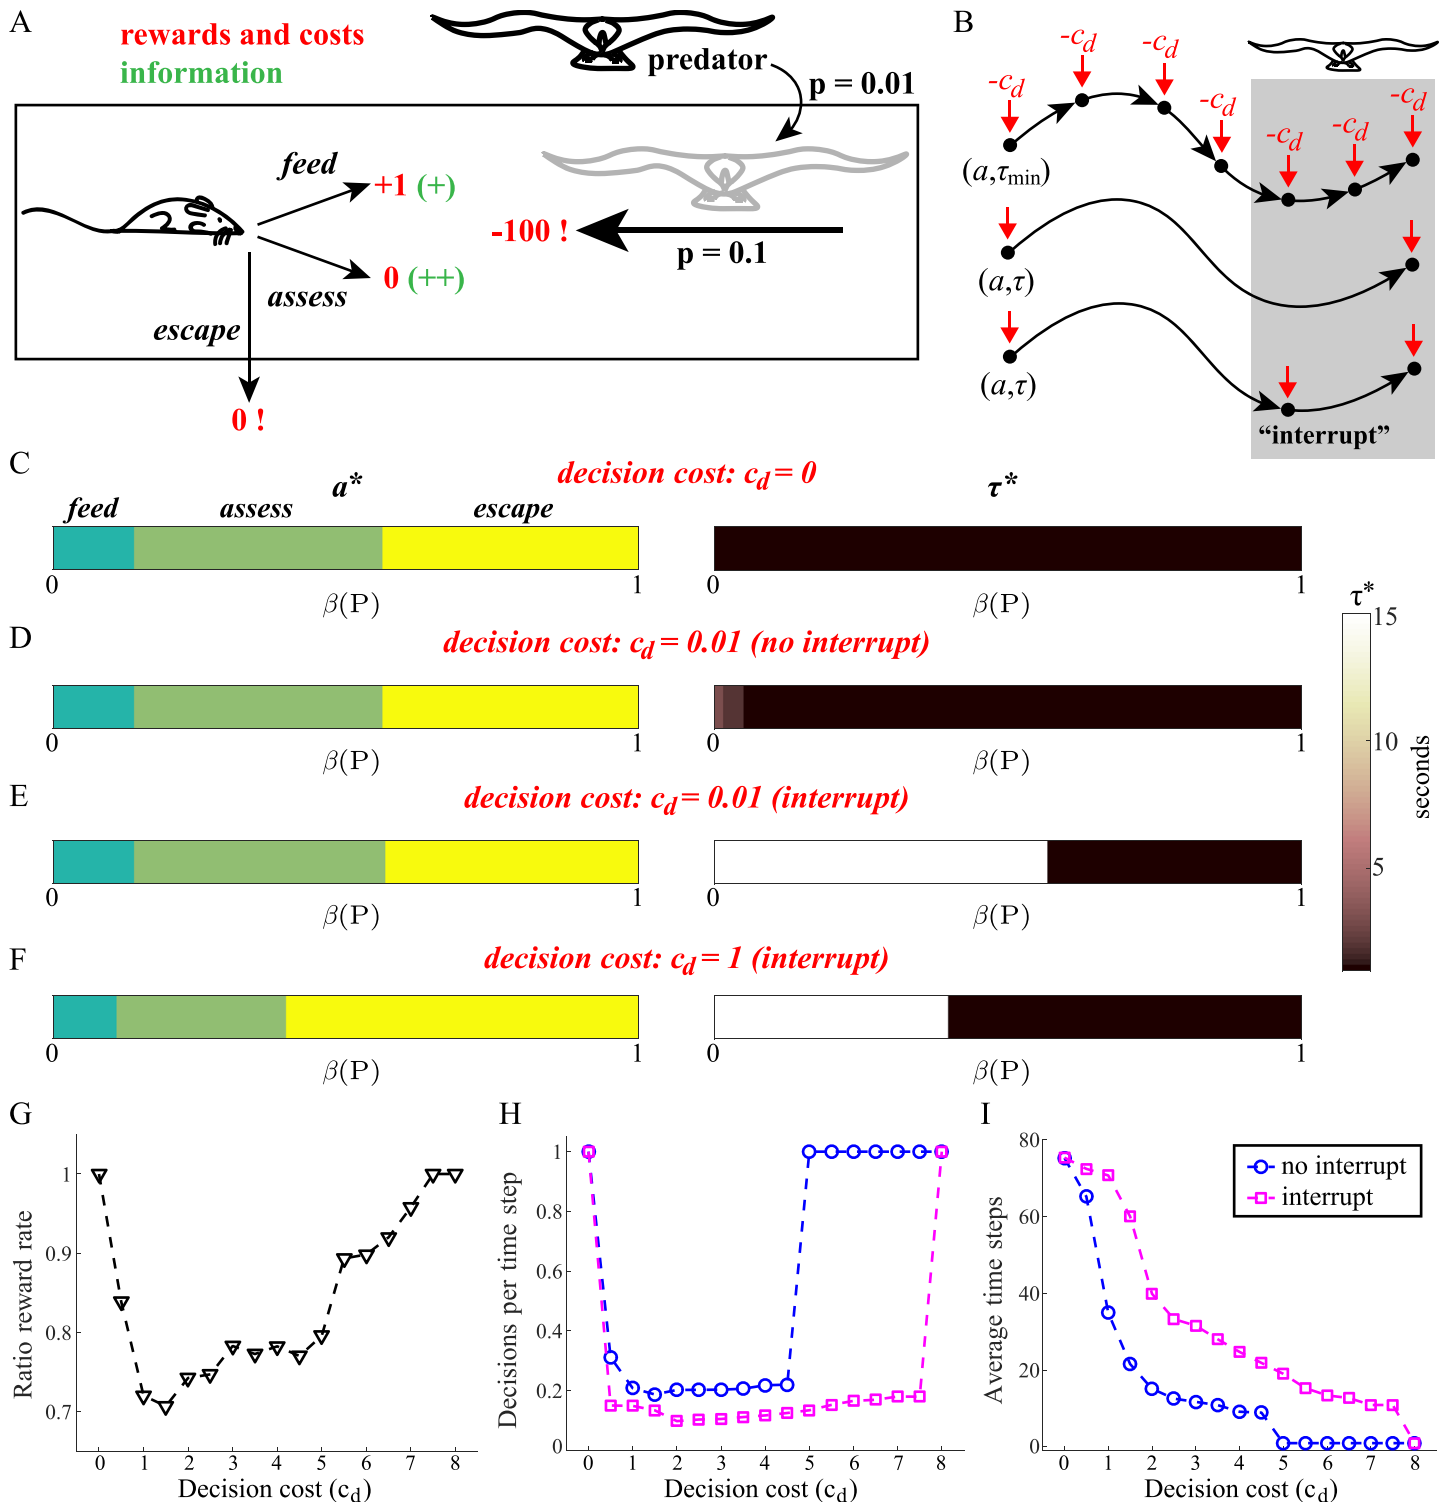 A
rewards and costs
information
predator
p = 0.01
feed
+1 (+)
-100 !
p = 0.1
0 (++)
assess
escape
0 !
B
-c_d
-c_d
-c_d
-c_d
-c_d
-c_d
-c_d
(a,τ_min)
(a,τ)
(a,τ)
“interrupt”
C
decision cost: c_d = 0
a*
τ*
feed assess escape
0 1
β(P)
0 1
β(P)
D
decision cost: c_d = 0.01 (no interrupt)
0 1
β(P)
0 1
β(P)
E
decision cost: c_d = 0.01 (interrupt)
0 1
β(P)
0 1
β(P)
F
decision cost: c_d = 1 (interrupt)
0 1
β(P)
0 1
β(P)
τ*
15
10
5
seconds
G
Ratio reward rate
1
0.9
0.8
0.7
0 1 2 3 4 5 6 7 8
Decision cost (c_d)
H
Decisions per time step
1
0.8
0.6
0.4
0.2
0
0 1 2 3 4 5 6 7 8
Decision cost (c_d)
I
Average time steps
80
60
40
20
0
no interrupt
interrupt
0 1 2 3 4 5 6 7 8
Decision cost (c_d)